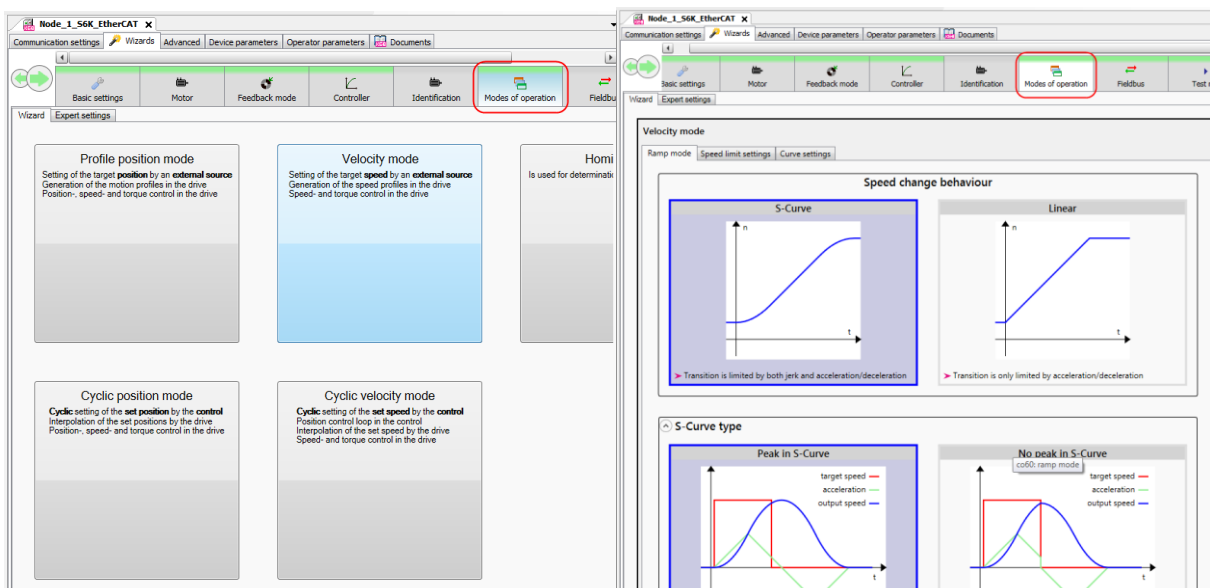 Node_1_S6K_EtherCAT
Communication settings Wizards Advanced Device parameters Operator parameters Documents
Basic settings Motor Feedback mode Controller Identification Modes of operation Fieldbu
Wizard Expert settings
Profile position mode
Setting of the target position by an external source
Generation of the motion profiles in the drive
Position-, speed- and torque control in the drive
Velocity mode
Setting of the target speed by an external source
Generation of the speed profiles in the drive
Speed- and torque control in the drive
Homi
Is used for determinatic
Cyclic position mode
Cyclic setting of the set position by the control
Interpolation of the set positions by the drive
Position-, speed- and torque control in the drive
Cyclic velocity mode
Cyclic setting of the set speed by the control
Position control loop in the control
Interpolation of the set speed by the drive
Speed- and torque control in the drive
Node_1_S6K_EtherCAT
Communication settings Wizards Advanced Device parameters Operator parameters Documents
Basic settings Motor Feedback mode Controller Identification Modes of operation Fieldbus Test
Wizard Expert settings
Velocity mode
Ramp mode Speed limit settings Curve settings
Speed change behaviour
S-Curve
n
t
Transition is limited by both jerk and acceleration/deceleration
Linear
n
t
Transition is only limited by acceleration/deceleration
S-Curve type
Peak in S-Curve
target speed
acceleration
output speed
t
No peak in S-Curve
co60: ramp mode
target speed
acceleration
output speed
t